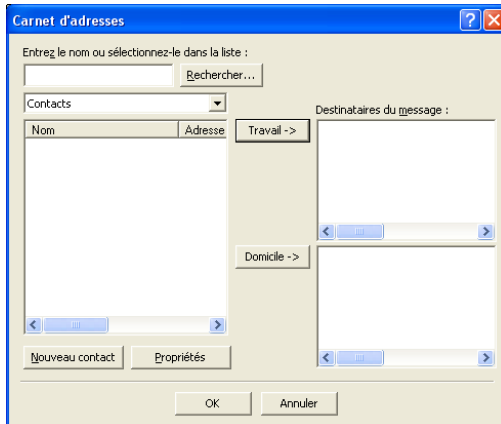 Carnet d'adresses
Entrez le nom ou sélectionnez-le dans la liste :
Rechercher...
Contacts
Destinataires du message :
Nom Adresse
Travail ->
Domicile ->
Nouveau contact Propriétés
OK Annuler